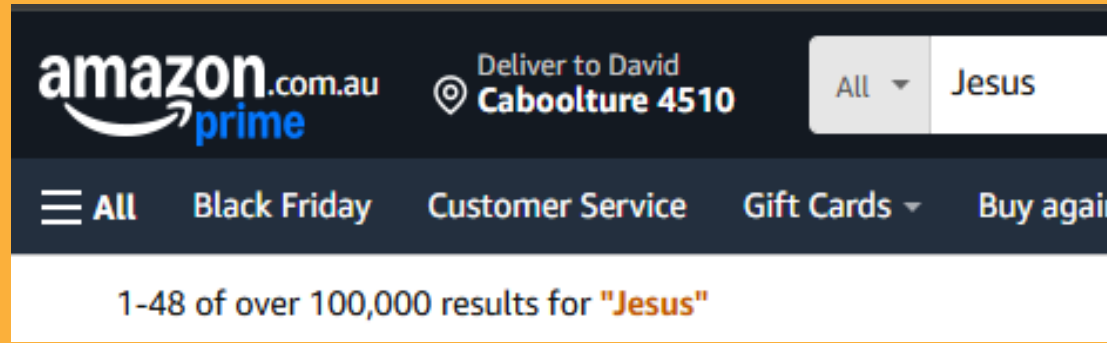 amazon.com.au
prime
Deliver to David
Caboolture 4510
All
Jesus
All Black Friday Customer Service Gift Cards Buy
1-48 of over 100,000 results for "Jesus"